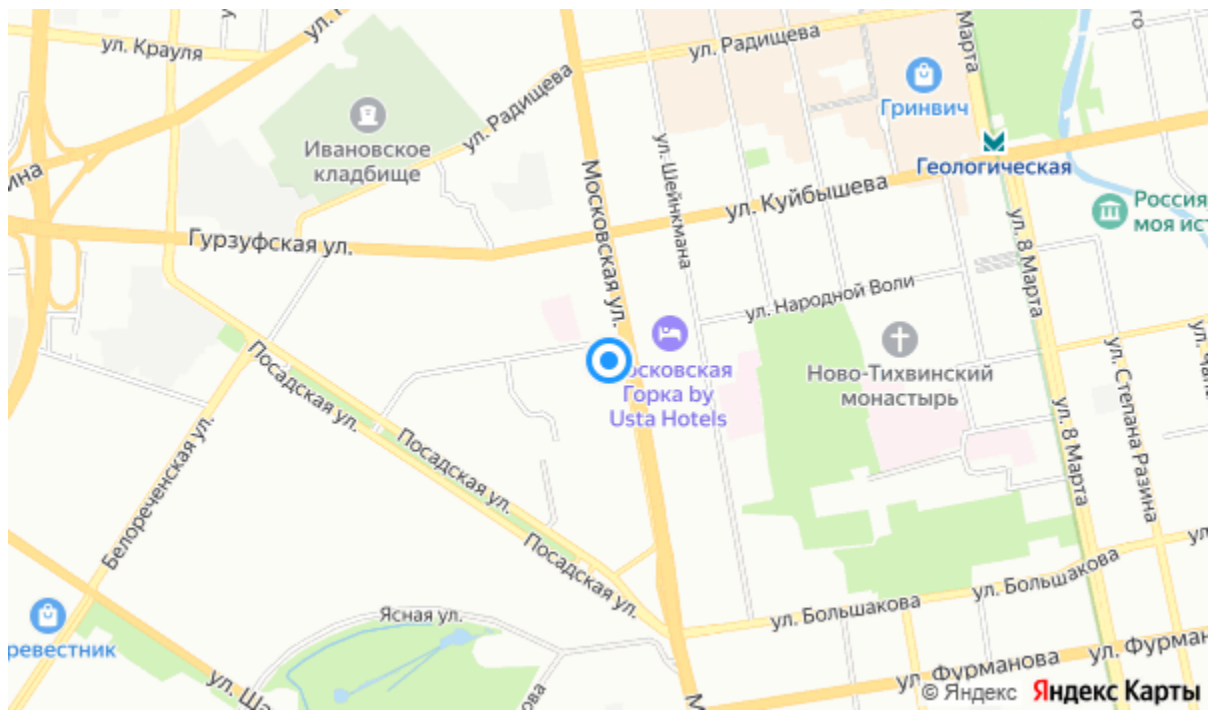 ул. Крауля
ул. Радищева
Марта
Гринвич
Ивановское
кладбище
ул. Радищева
ул. Шейнкмана
Геологическая
Московская ул.
ул. Куйбышева
Россия,
моя ист
Гурзуфская ул.
ул. 8 Марта
ул. Народной Воли
Посадская ул.
Московская
Горка by
Usta Hotels
Ново-Тихвинский
монастырь
ул. Степана Разина
ул. 8 Марта
Посадская ул.
Посадская ул.
Белореченская ул.
Посадская ул.
ул. Большакова
ул. Большакова
Ясная ул.
ревестник
ул. Фурманова
ул. Фурман
ул. Ша
© Яндекс Яндекс Карты